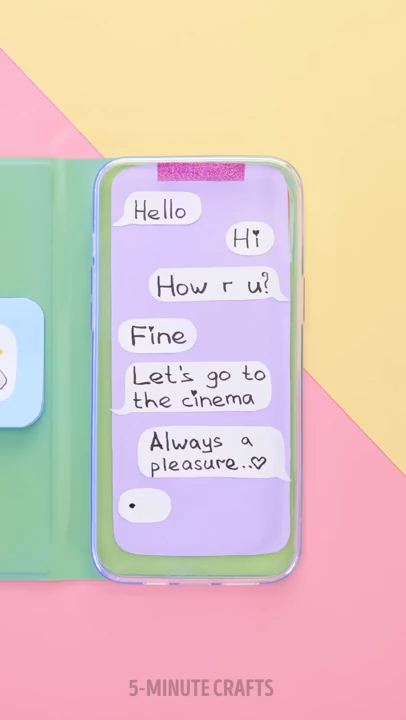 Hello
Hi
How r u?
Fine
Let's go to
the cinema
Always a
pleasure..♡
5-MINUTE CRAFTS